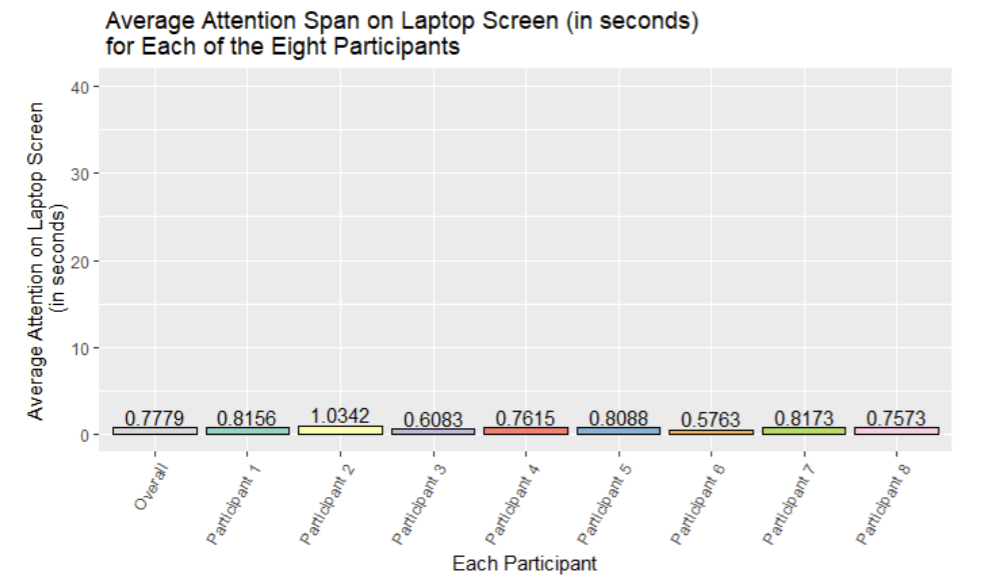 Average Attention Span on Laptop Screen (in seconds)
for Each of the Eight Participants
Average Attention on Laptop Screen
(in seconds)
40
30
20
10
0
0.7779
0.8156
1.0342
0.6083
0.7615
0.8088
0.5763
0.8173
0.7573
Overall
Participant 1
Participant 2
Participant 3
Participant 4
Participant 5
Participant 6
Participant 7
Participant 8
Each Participant